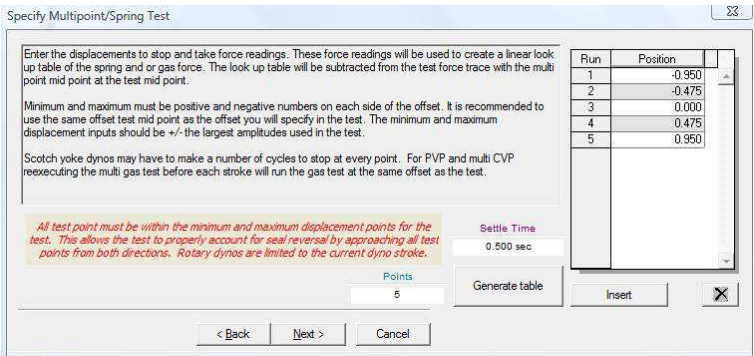 Specify Multipoint/Spring Test
Enter the displacements to stop and take force readings. These force readings will be used to create a linear look
up table of the spring and or gas force. The look up table will be subtracted from the test force trace with the multi
point mid point at the test mid point.
Minimum and maximum must be positive and negative numbers on each side of the offset. It is recommended to
use the same offset test mid point as the offset you will specify in the test. The minimum and maximum
displacement inputs should be +/- the largest amplitudes used in the test.
Scotch yoke dynos may have to make a number of cycles to stop at every point. For PVP and multi CVP
reexecuting the multi gas test before each stroke will run the gas test at the same offset as the test.
All test point must be within the minimum and maximum displacement points for the
test. This allows the test to properly account for seal reversal by approaching all test
points from both directions. Rotary dynos are limited to the current dyno stroke.
Settle Time
0.500 sec
Points
5
Generate table
Run Position
1 -0.950
2 -0.475
3 0.000
4 0.475
5 0.950
Insert
< Back
Next >
Cancel